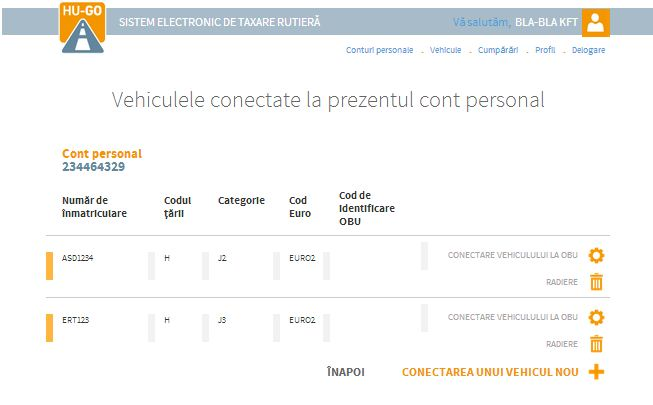 HU-GO
SISTEM ELECTRONIC DE TAXARE RUTIERĂ
Vă salutăm, BLA-BLA KFT
Conturi personale
Vehicule
Cumpărări
Profil
Delogare
Vehiculele conectate la prezentul cont personal
Cont personal
234464329
Număr de
înmatriculare
Codul
țării
Categorie
Cod
Euro
Cod de
identificare
OBU
ASD1234 H J2 EURO2
CONECTARE VEHICULULUI LA OBU
RADIERE
ERT123 H J3 EURO2
CONECTARE VEHICULULUI LA OBU
RADIERE
ÎNAPOI
CONECTAREA UNUI VEHICUL NOU